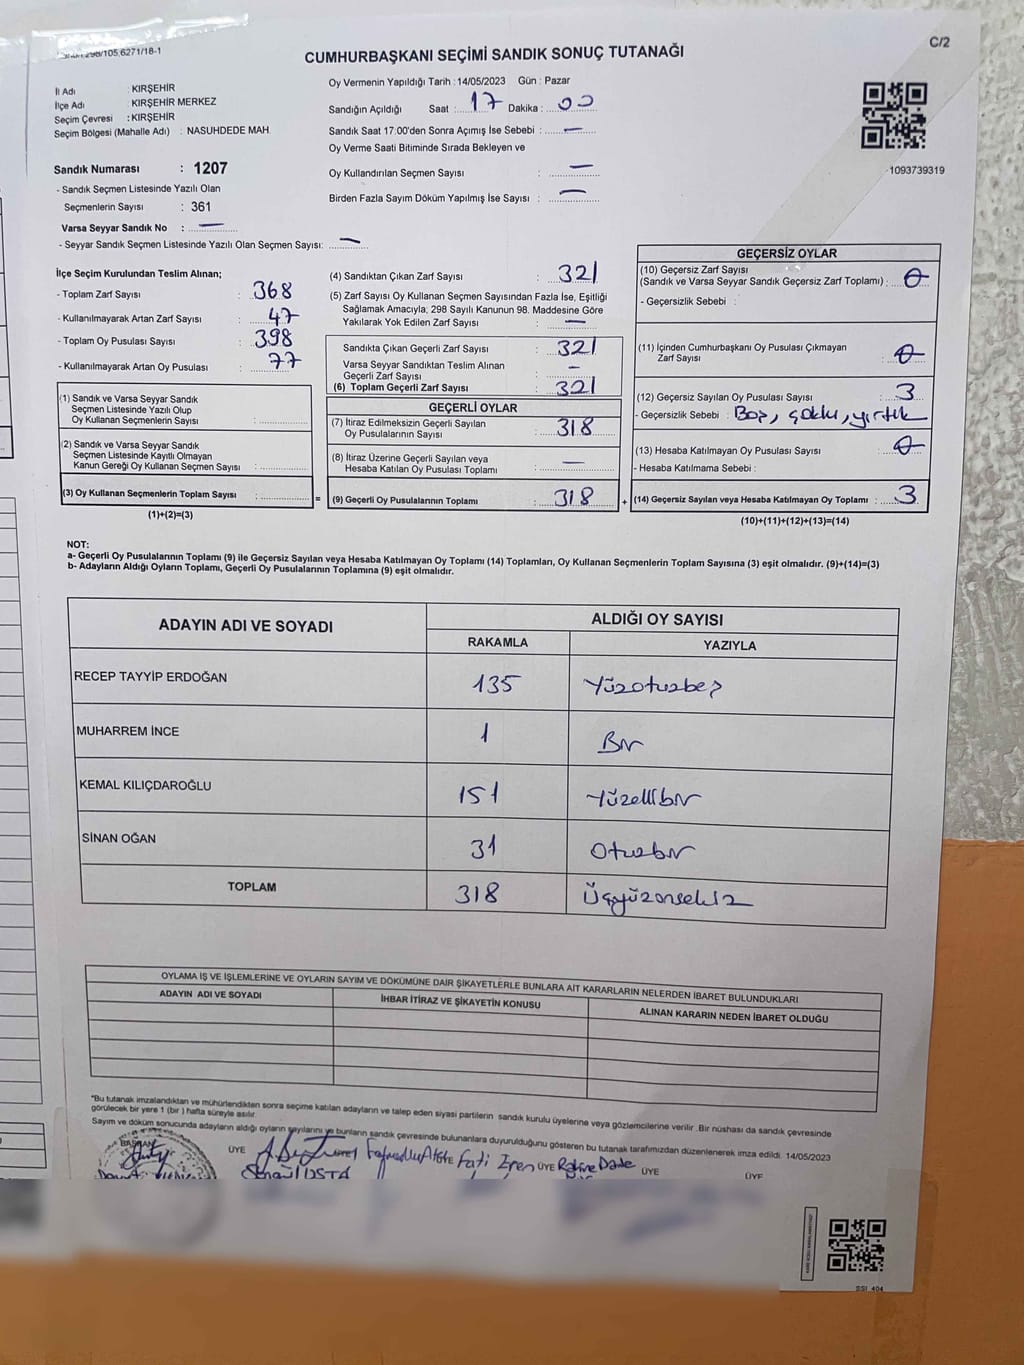 298/105,6271/18-1
C/2
CUMHURBAŞKANI SEÇİMİ SANDIK SONUÇ TUTANAĞI
İl Adı : KIRŞEHİR
İlçe Adı : KIRŞEHİR MERKEZ
Seçim Çevresi : KIRŞEHİR
Seçim Bölgesi (Mahalle Adı) : NASUHDEDE MAH.
Oy Vermenin Yapıldığı Tarih : 14/05/2023 Gün : Pazar
Sandığın Açıldığı Saat : 17 Dakika : 00
Sandık Saat 17:00'den Sonra Açımış İse Sebebi : —
Oy Verme Saati Bitiminde Sırada Bekleyen ve
Oy Kullandırılan Seçmen Sayısı : —
Birden Fazla Sayım Döküm Yapılmış İse Sayısı : —
1093739319
Sandık Numarası : 1207
- Sandık Seçmen Listesinde Yazılı Olan
Seçmenlerin Sayısı : 361
Varsa Seyyar Sandık No : —
- Seyyar Sandık Seçmen Listesinde Yazılı Olan Seçmen Sayısı: —
İlçe Seçim Kurulundan Teslim Alınan;
- Toplam Zarf Sayısı : 368
- Kullanılmayarak Artan Zarf Sayısı : 47
- Toplam Oy Pusulası Sayısı : 398
- Kullanılmayarak Artan Oy Pusulası : 77
(1) Sandık ve Varsa Seyyar Sandık
Seçmen Listesinde Yazılı Olup
Oy Kullanan Seçmenlerin Sayısı :
(2) Sandık ve Varsa Seyyar Sandık
Seçmen Listesinde Kayıtlı Olmayan
Kanun Gereği Oy Kullanan Seçmen Sayısı :
(3) Oy Kullanan Seçmenlerin Toplam Sayısı : =
(1)+(2)=(3)
(4) Sandıktan Çıkan Zarf Sayısı : 321
(5) Zarf Sayısı Oy Kullanan Seçmen Sayısından Fazla İse, Eşitliği
Sağlamak Amacıyla, 298 Sayılı Kanunun 98. Maddesine Göre
Yakılarak Yok Edilen Zarf Sayısı : —
Sandıkta Çıkan Geçerli Zarf Sayısı : 321
Varsa Seyyar Sandıktan Teslim Alınan
Geçerli Zarf Sayısı : —
(6) Toplam Geçerli Zarf Sayısı : 321
GEÇERLİ OYLAR
(7) İtiraz Edilmeksizin Geçerli Sayılan
Oy Pusulalarının Sayısı : 318
(8) İtiraz Üzerine Geçerli Sayılan veya
Hesaba Katılan Oy Pusulası Toplamı : —
(9) Geçerli Oy Pusulalarının Toplamı : 318 +
GEÇERSİZ OYLAR
(10) Geçersiz Zarf Sayısı
(Sandık ve Varsa Seyyar Sandık Geçersiz Zarf Toplamı) : 0
- Geçersizlik Sebebi :
(11) İçinden Cumhurbaşkanı Oy Pusulası Çıkmayan
Zarf Sayısı : 0
(12) Geçersiz Sayılan Oy Pusulası Sayısı : 3
- Geçersizlik Sebebi : Boş, çoklu, yırtık
(13) Hesaba Katılmayan Oy Pusulası Sayısı : 0
- Hesaba Katılmama Sebebi :
(14) Geçersiz Sayılan veya Hesaba Katılmayan Oy Toplamı : 3
(10)+(11)+(12)+(13)=(14)
NOT:
a- Geçerli Oy Pusulalarının Toplamı (9) ile Geçersiz Sayılan veya Hesaba Katılmayan Oy Toplamı (14) Toplamları, Oy Kullanan Seçmenlerin Toplam Sayısına (3) eşit olmalıdır. (9)+(14)=(3)
b- Adayların Aldığı Oyların Toplamı, Geçerli Oy Pusulalarının Toplamına (9) eşit olmalıdır.
ADAYIN ADI VE SOYADI
ALDIĞI OY SAYISI
RAKAMLA YAZIYLA
RECEP TAYYİP ERDOĞAN 135 Yüzotuzbeş
MUHARREM İNCE 1 Bir
KEMAL KILIÇDAROĞLU 151 Yüzellibir
SİNAN OĞAN 31 Otuzbir
TOPLAM 318 Üçyüzonsekiz
OYLAMA İŞ VE İŞLEMLERİNE VE OYLARIN SAYIM VE DÖKÜMÜNE DAİR ŞİKAYETLERLE BUNLARA AİT KARARLARIN NELERDEN İBARET BULUNDUKLARI
ADAYIN ADI VE SOYADI İHBAR İTİRAZ VE ŞİKAYETİN KONUSU ALINAN KARARIN NEDEN İBARET OLDUĞU
"Bu tutanak imzalandıktan ve mühürlendikten sonra seçime katılan adayların ve talep eden siyasi partilerin sandık kurulu üyelerine veya gözlemcilerine verilir. Bir nüshası da sandık çevresinde
görülecek bir yere 1 (bir ) hafta süreyle asılır.
Sayım ve döküm sonucunda adayların aldığı oyların sayılarını ve bunların sandık çevresinde bulunanlara duyurulduğunu gösteren bu tutanak tarafımızdan düzenlenerek imza edildi. 14/05/2023
BAŞKAN
ÜYE
ÜYE
ÜYE
ÜYE
SSI 404